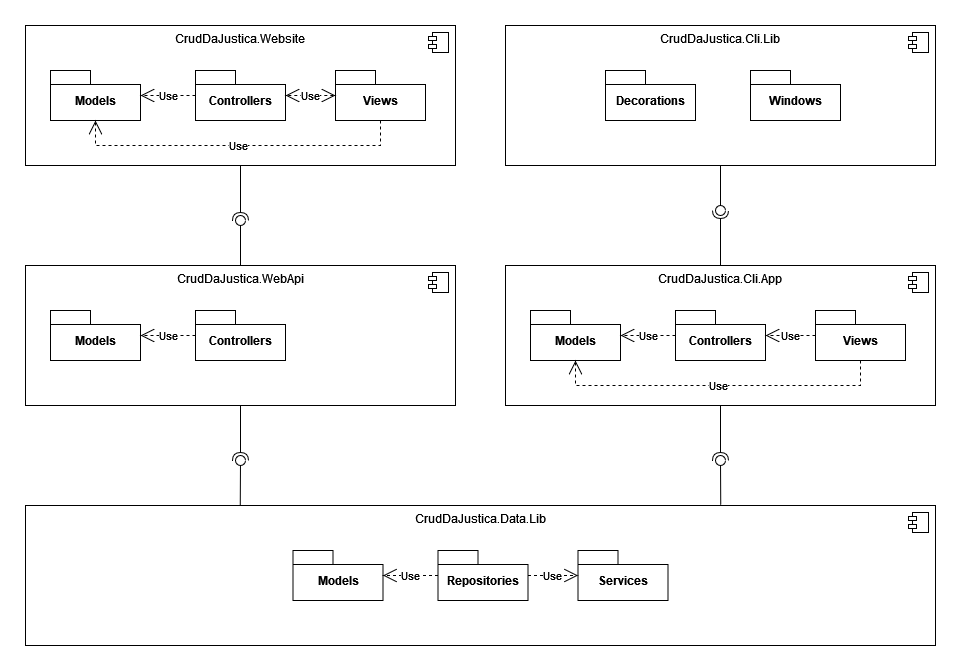 CrudDaJustica.Website
Models
Use
Controllers
Use
Views
Use
CrudDaJustica.Cli.Lib
Decorations
Windows
CrudDaJustica.WebApi
Models
Use
Controllers
CrudDaJustica.Cli.App
Models
Use
Controllers
Use
Views
Use
CrudDaJustica.Data.Lib
Models
Use
Repositories
Use
Services